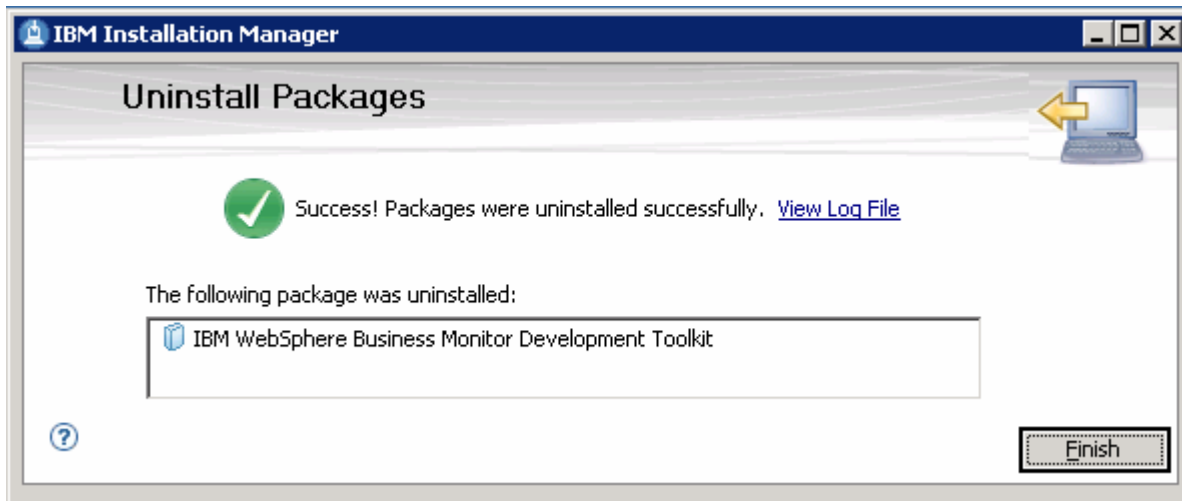 IBM Installation Manager
Uninstall Packages
Success! Packages were uninstalled successfully. View Log File
The following package was uninstalled:
IBM WebSphere Business Monitor Development Toolkit
?
Finish